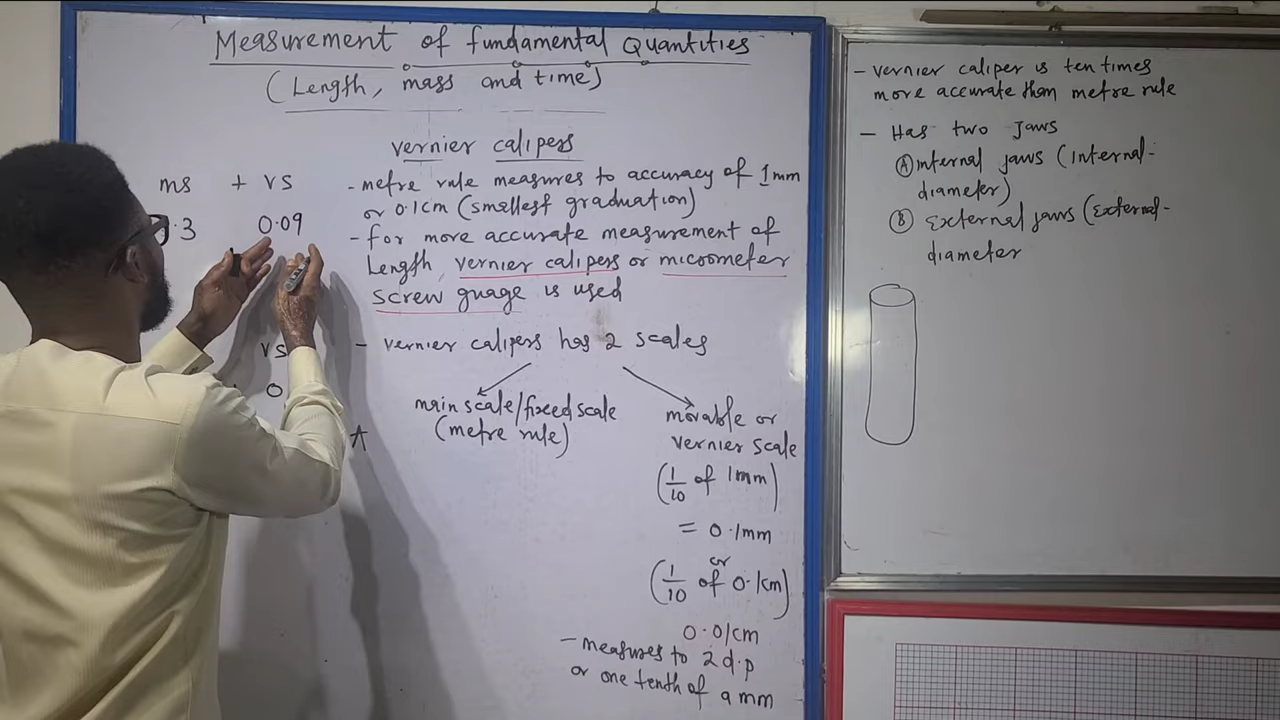 Measurement of fundamental Quantities
(Length, mass and time)
vernier calipers
ms + vs
.3 0.09
vs
0
A
- metre rule measures to accuracy of 1mm
or 0.1cm (smallest graduation)
- for more accurate measurement of
Length, vernier calipers or micrometer
screw guage is used
- vernier calipers has 2 scales
main scale/fixed scale
(metre rule)
movable or
vernier scale
(1/10 of 1mm)
= 0.1mm
or
(1/10 of 0.1cm)
0.01cm
- measures to 2 d.p
or one tenth of a mm
- vernier caliper is ten times
more accurate than metre rule
- Has two Jaws
(A) internal jaws (internal-
diameter)
(B) External jaws (External-
diameter